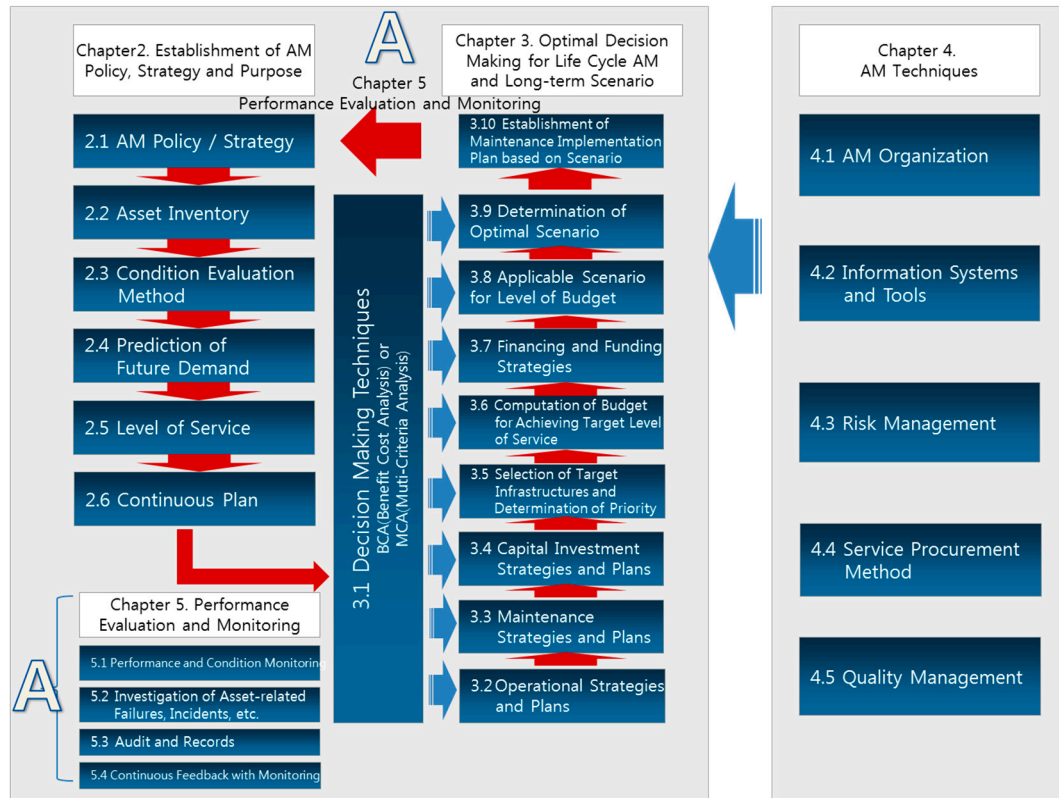 Chapter2. Establishment of AM
Policy, Strategy and Purpose
A
Chapter 5
Performance Evaluation and Monitoring
Chapter 3. Optimal Decision
Making for Life Cycle AM
and Long-term Scenario
Chapter 4.
AM Techniques
2.1 AM Policy / Strategy
2.2 Asset Inventory
2.3 Condition Evaluation
Method
2.4 Prediction of
Future Demand
2.5 Level of Service
2.6 Continuous Plan
3.1 Decision Making Techniques
BCA(Benefit Cost Analysis) or
MCA(Muti-Criteria Analysis)
3.10 Establishment of
Maintenance Implementation
Plan based on Scenario
3.9 Determination of
Optimal Scenario
3.8 Applicable Scenario
for Level of Budget
3.7 Financing and Funding
Strategies
3.6 Computation of Budget
for Achieving Target Level
of Service
3.5 Selection of Target
Infrastructures and
Determination of Priority
3.4 Capital Investment
Strategies and Plans
3.3 Maintenance
Strategies and Plans
3.2 Operational Strategies
and Plans
A
Chapter 5. Performance
Evaluation and Monitoring
5.1 Performance and Condition Monitoring
5.2 Investigation of Asset-related
Failures, Incidents, etc.
5.3 Audit and Records
5.4 Continuous Feedback with Monitoring
4.1 AM Organization
4.2 Information Systems
and Tools
4.3 Risk Management
4.4 Service Procurement
Method
4.5 Quality Management